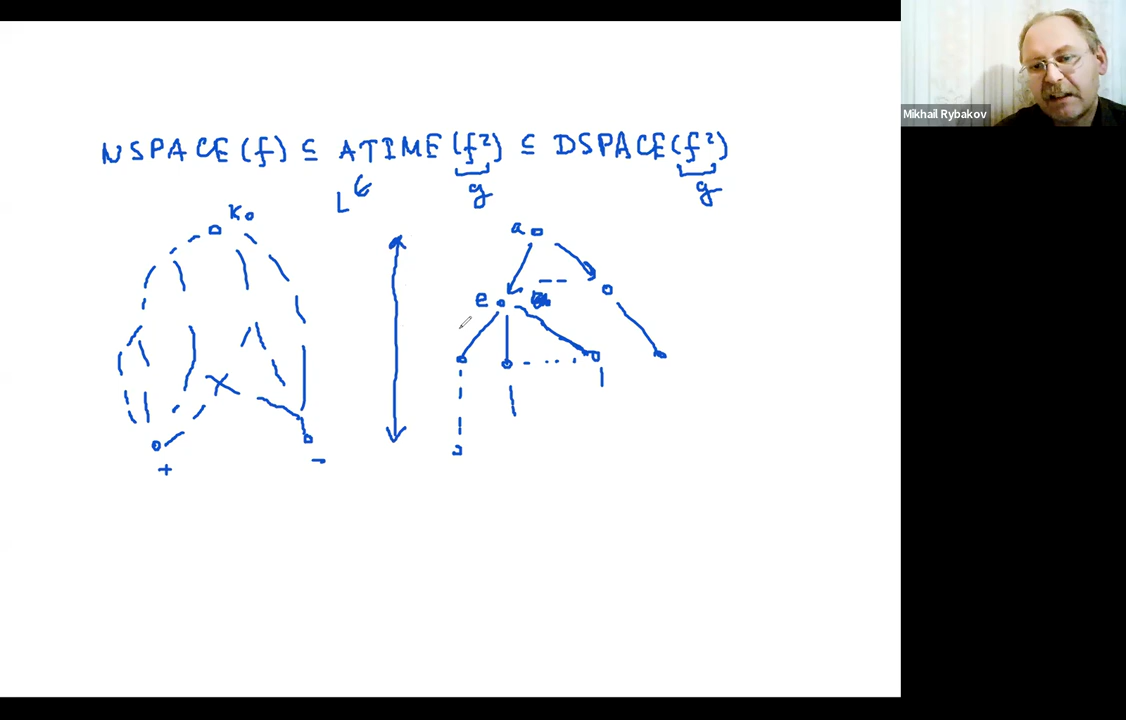 Mikhail Rybakov
NSPACE(f) ⊆ ATIME(f²) ⊆ DSPACE(f²)
g g
L ∈
K₀
a
e
+
-